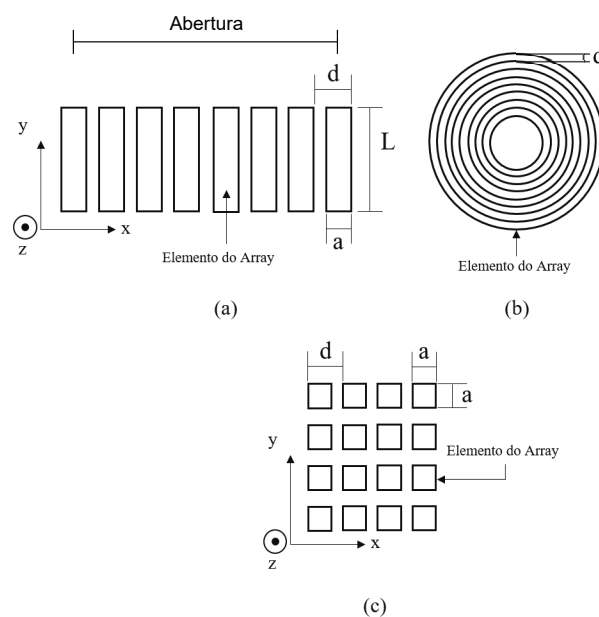 Abertura
d
y
L
x
z
a
Elemento do Array
(a)
d
Elemento do Array
(b)
d
a
a
y
Elemento do Array
x
z
(c)